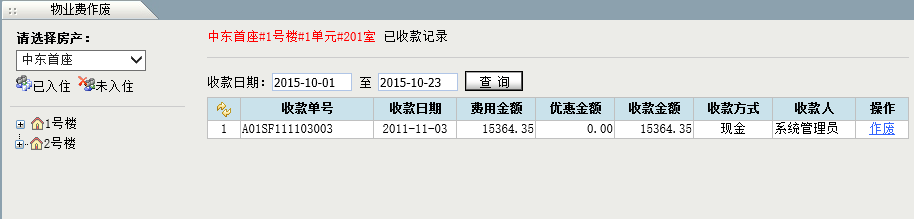 物业费作废
请选择房产：
中东首座
已入住 未入住
1号楼
2号楼
中东首座#1号楼#1单元#201室 已收款记录
收款日期：2015-10-01 至 2015-10-23 查 询
收款单号 收款日期 费用金额 优惠金额 收款金额 收款方式 收款人 操作
1 A01SF111103003 2011-11-03 15364.35 0.00 15364.35 现金 系统管理员 作废